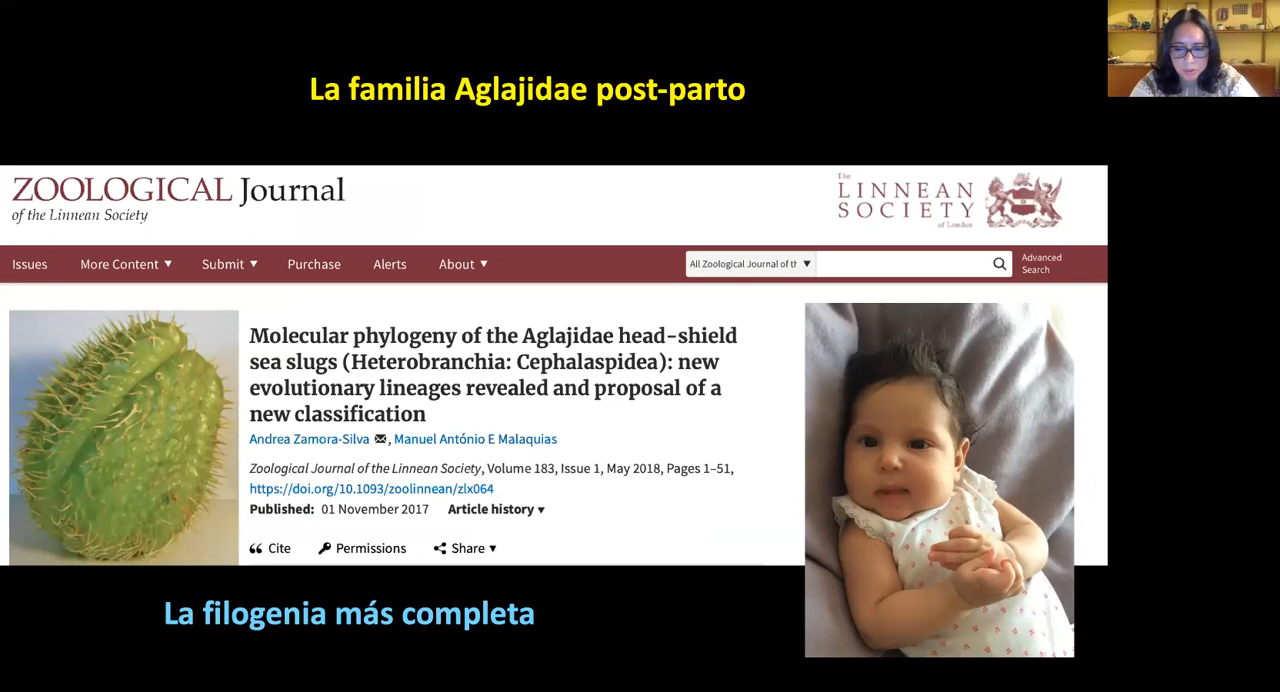 La familia Aglajidae post-parto
ZOOLOGICAL Journal
of the Linnean Society
The
LINNEAN
SOCIETY
of London
Issues
More Content ▼
Submit ▼
Purchase
Alerts
About ▼
All Zoological Journal of th ▼
Advanced
Search
Molecular phylogeny of the Aglajidae head-shield
sea slugs (Heterobranchia: Cephalaspidea): new
evolutionary lineages revealed and proposal of a
new classification
Andrea Zamora-Silva ✉, Manuel António E Malaquias
Zoological Journal of the Linnean Society, Volume 183, Issue 1, May 2018, Pages 1–51,
https://doi.org/10.1093/zoolinnean/zlx064
Published: 01 November 2017 Article history ▼
Cite
Permissions
Share ▼
La filogenia más completa